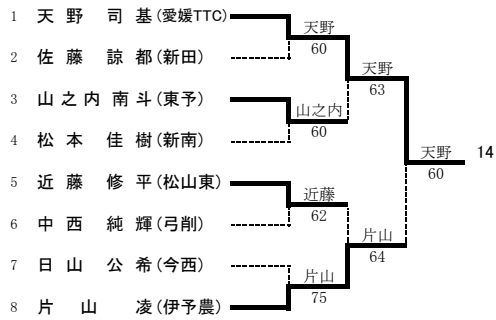 1 天野司基(愛媛TTC)
天野
60
2 佐藤諒都(新田)
天野
63
3 山之内南斗(東予)
山之内
60
4 松本佳樹(新南)
天野
60
14
5 近藤修平(松山東)
近藤
62
6 中西純輝(弓削)
片山
64
7 日山公希(今西)
片山
75
8 片山凌(伊予農)